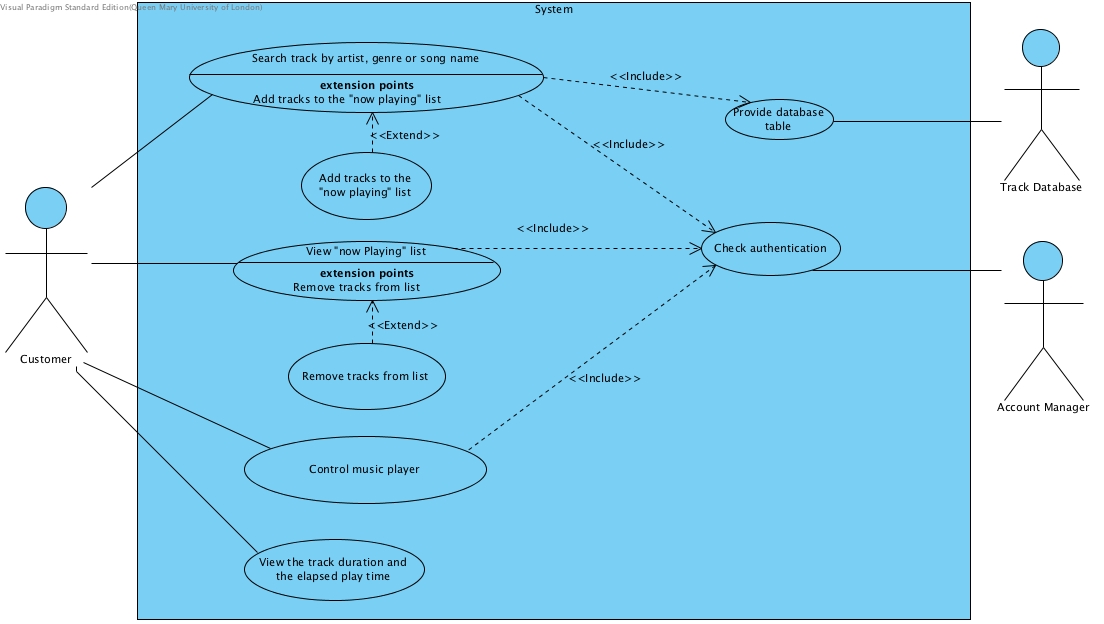 Visual Paradigm Standard Edition(Queen Mary University of London)
System
Search track by artist, genre or song name
extension points
Add tracks to the "now playing" list
<<Include>>
Provide database
table
<<Extend>>
<<Include>>
Add tracks to the
"now playing" list
Track Database
<<Include>>
View "now Playing" list
extension points
Remove tracks from list
Check authentication
<<Extend>>
Customer
Remove tracks from list
<<Include>>
Account Manager
Control music player
View the track duration and
the elapsed play time